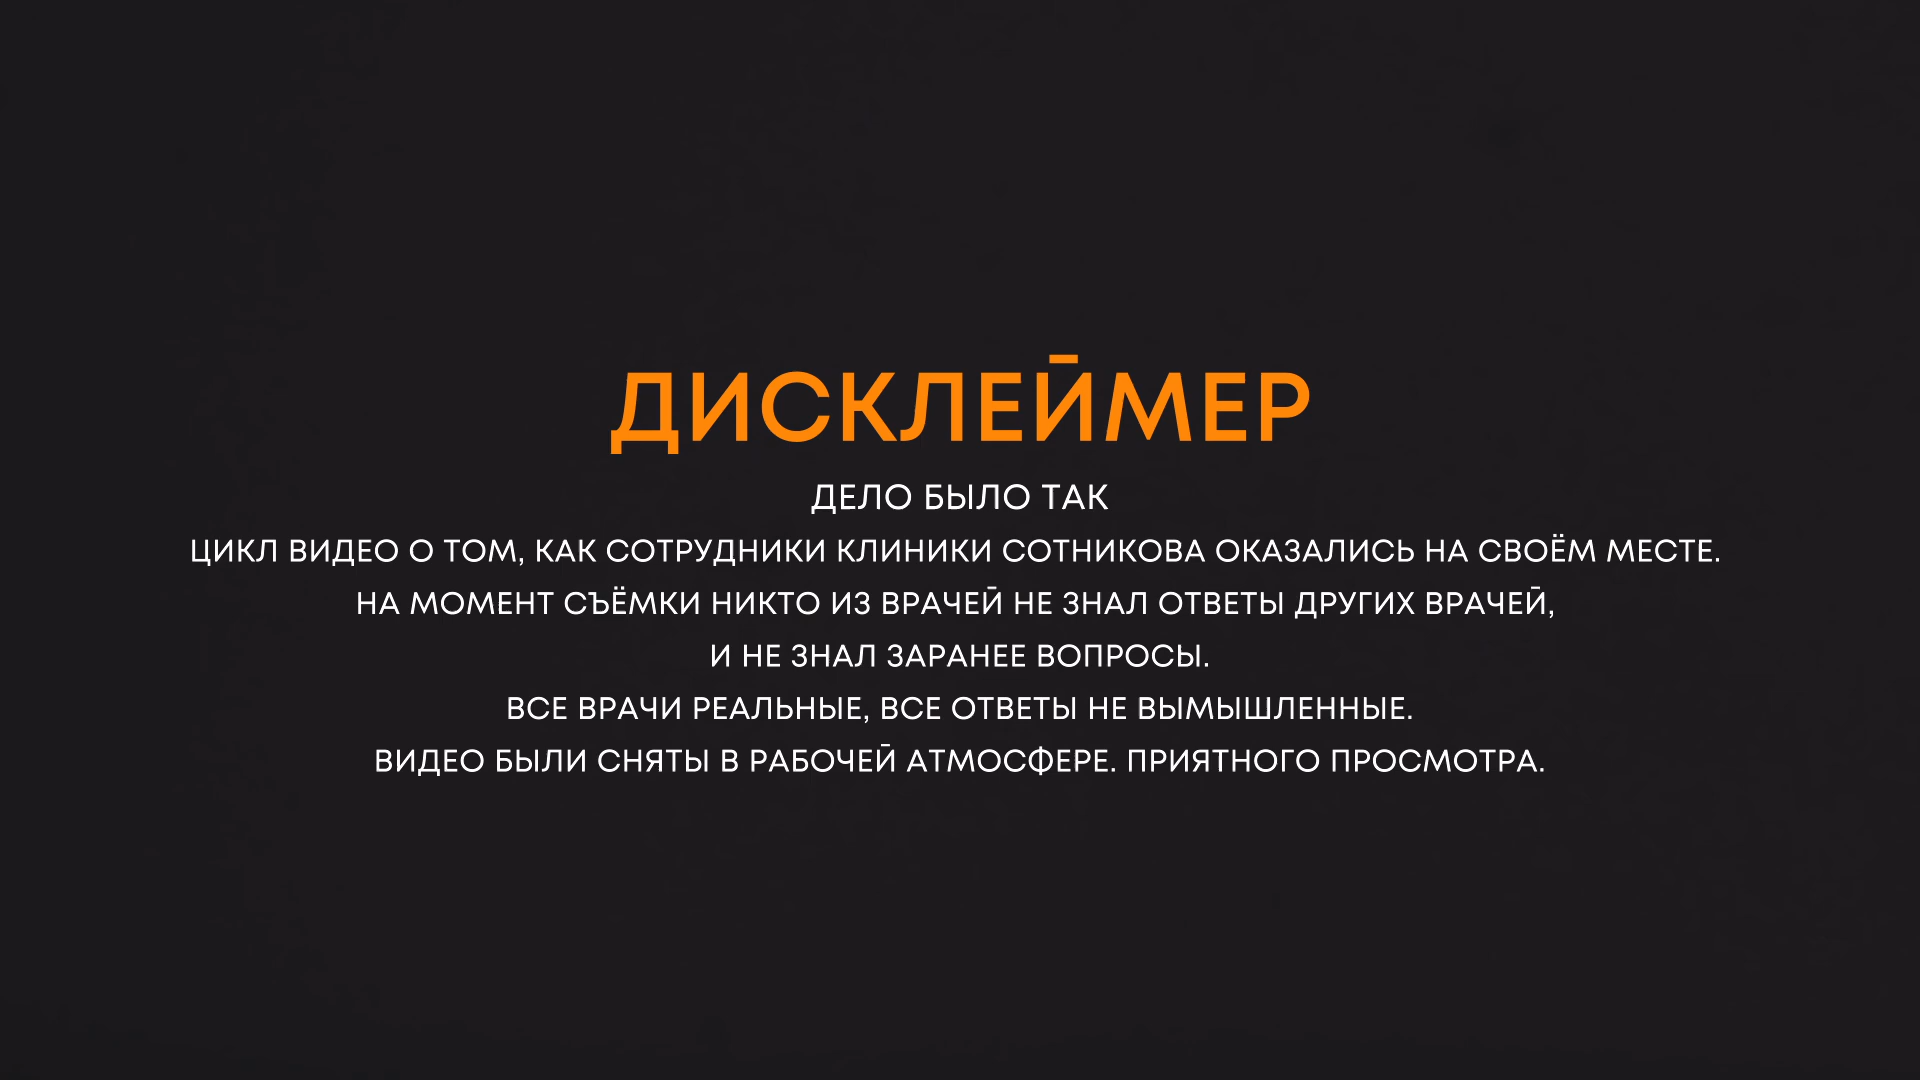 ДИСКЛЕЙМЕР
ДЕЛО БЫЛО ТАК
ЦИКЛ ВИДЕО О ТОМ, КАК СОТРУДНИКИ КЛИНИКИ СОТНИКОВА ОКАЗАЛИСЬ НА СВОЁМ МЕСТЕ.
НА МОМЕНТ СЪЁМКИ НИКТО ИЗ ВРАЧЕЙ НЕ ЗНАЛ ОТВЕТЫ ДРУГИХ ВРАЧЕЙ,
И НЕ ЗНАЛ ЗАРАНЕЕ ВОПРОСЫ.
ВСЕ ВРАЧИ РЕАЛЬНЫЕ, ВСЕ ОТВЕТЫ НЕ ВЫМЫШЛЕННЫЕ.
ВИДЕО БЫЛИ СНЯТЫ В РАБОЧЕЙ АТМОСФЕРЕ. ПРИЯТНОГО ПРОСМОТРА.